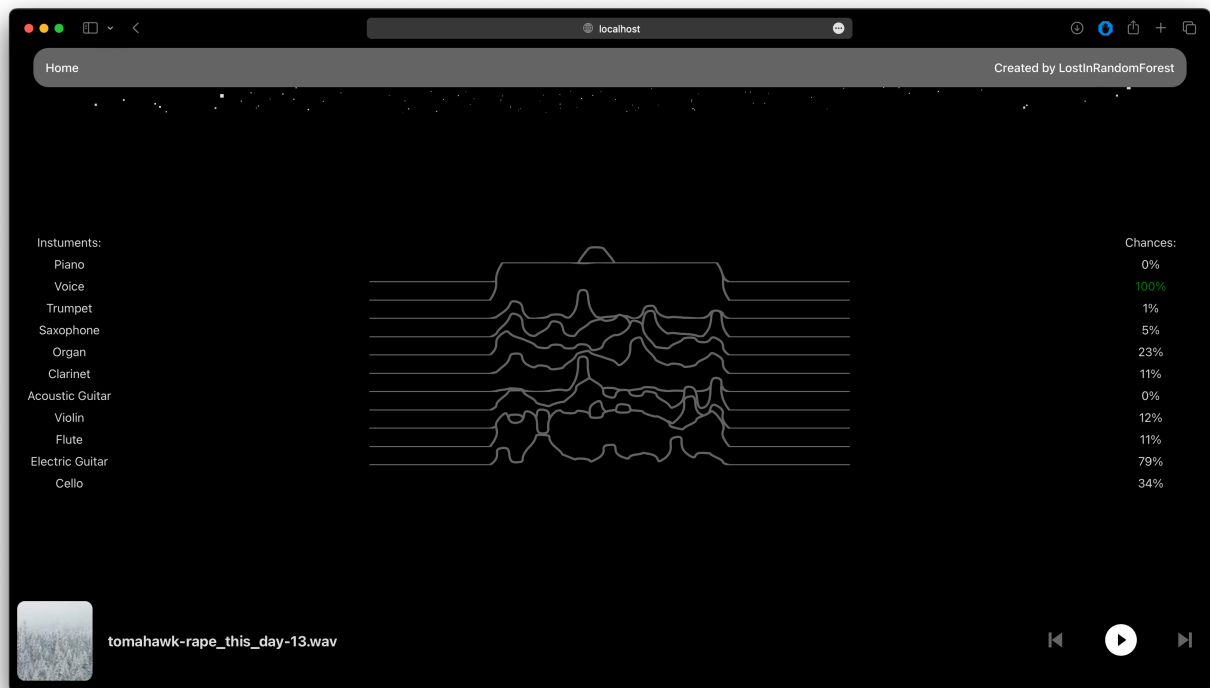 localhost
Home
Created by LostInRandomForest
Instuments:
Chances:
Piano
0%
Voice
100%
Trumpet
1%
Saxophone
5%
Organ
23%
Clarinet
11%
Acoustic Guitar
0%
Violin
12%
Flute
11%
Electric Guitar
79%
Cello
34%
tomahawk-rape_this_day-13.wav